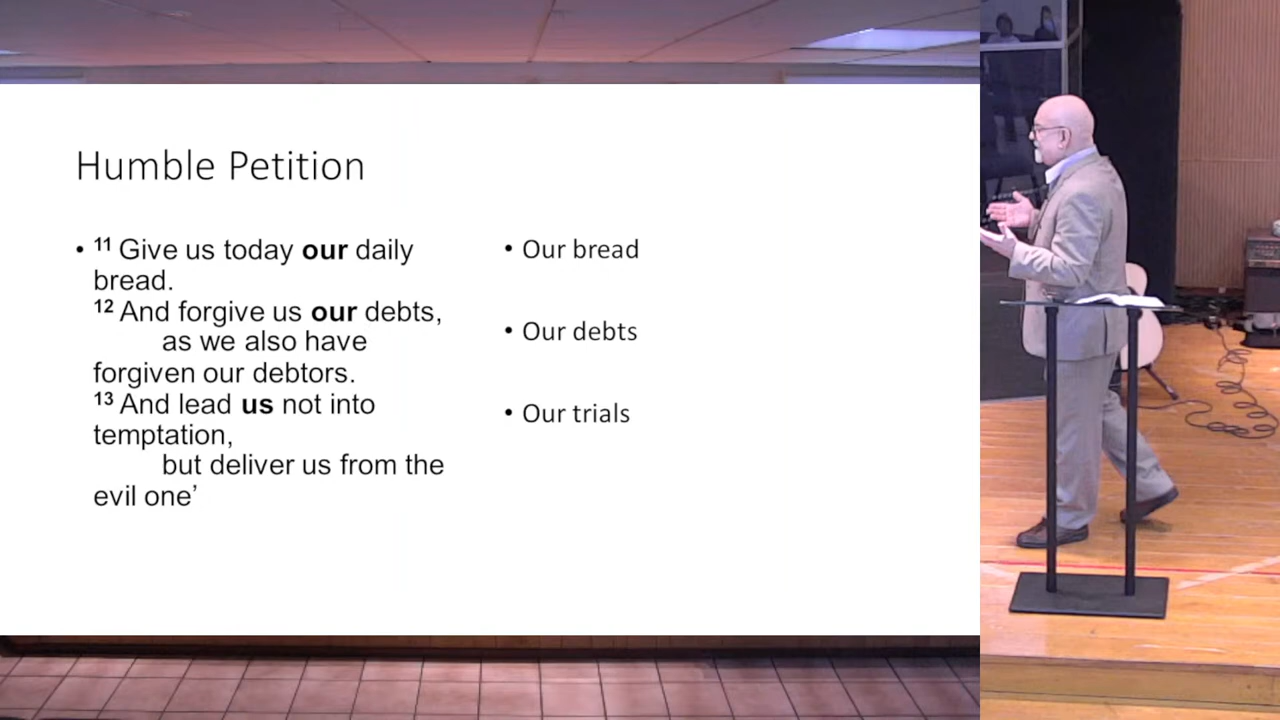 Humble Petition
• ¹¹ Give us today our daily
bread.
¹² And forgive us our debts,
as we also have
forgiven our debtors.
¹³ And lead us not into
temptation,
but deliver us from the
evil one’
• Our bread
• Our debts
• Our trials